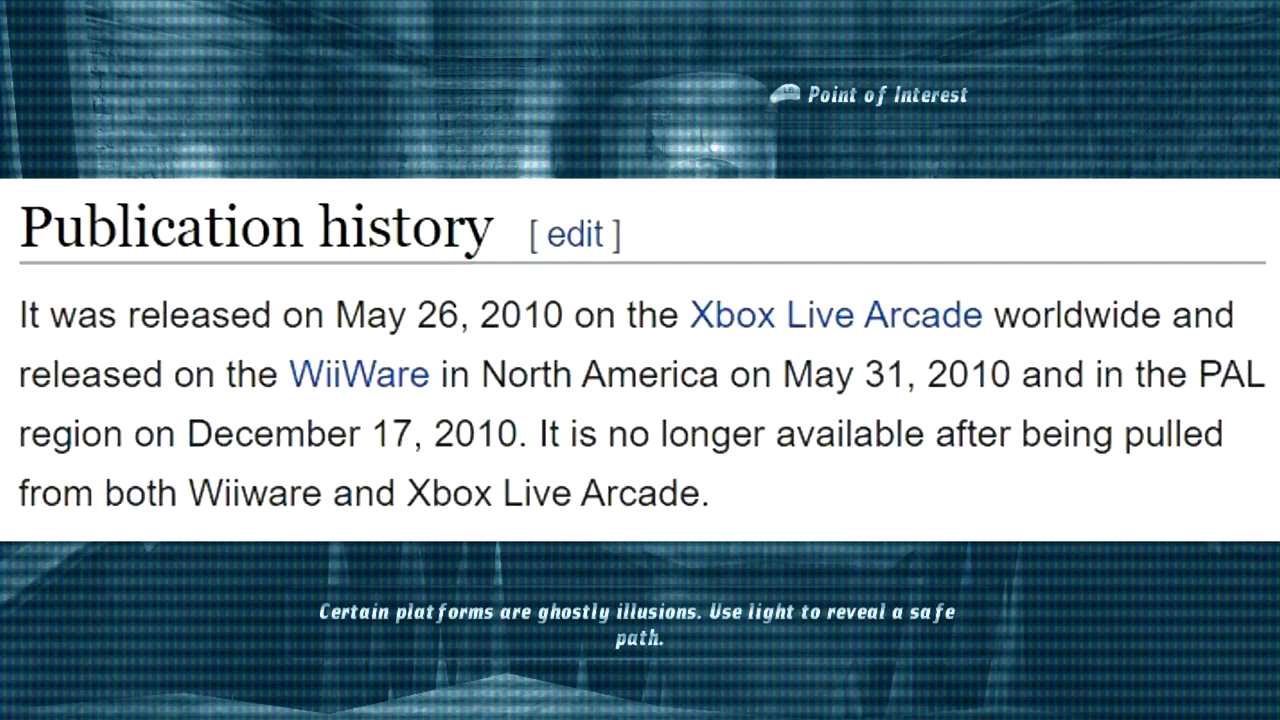 Point of Interest
Publication history [ edit ]
It was released on May 26, 2010 on the Xbox Live Arcade worldwide and
released on the WiiWare in North America on May 31, 2010 and in the PAL
region on December 17, 2010. It is no longer available after being pulled
from both Wiiware and Xbox Live Arcade.
Certain platforms are ghostly illusions. Use light to reveal a safe
path.